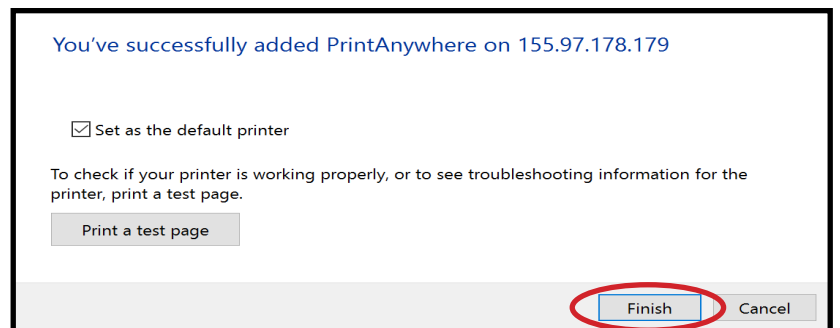 You've successfully added PrintAnywhere on 155.97.178.179
Set as the default printer
To check if your printer is working properly, or to see troubleshooting information for the
printer, print a test page.
Print a test page
Finish Cancel